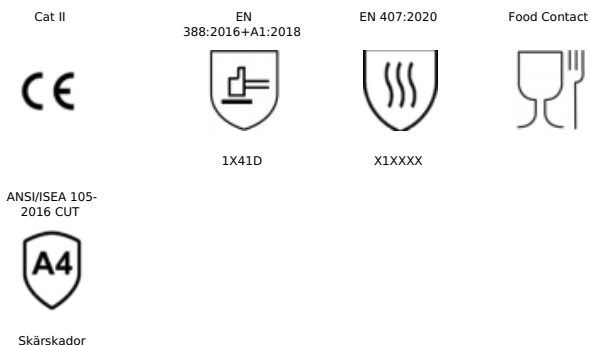 Cat II
EN
388:2016+A1:2018
EN 407:2020
Food Contact
CE
1X41D
X1XXXX
ANSI/ISEA 105-
2016 CUT
A4
Skärskador